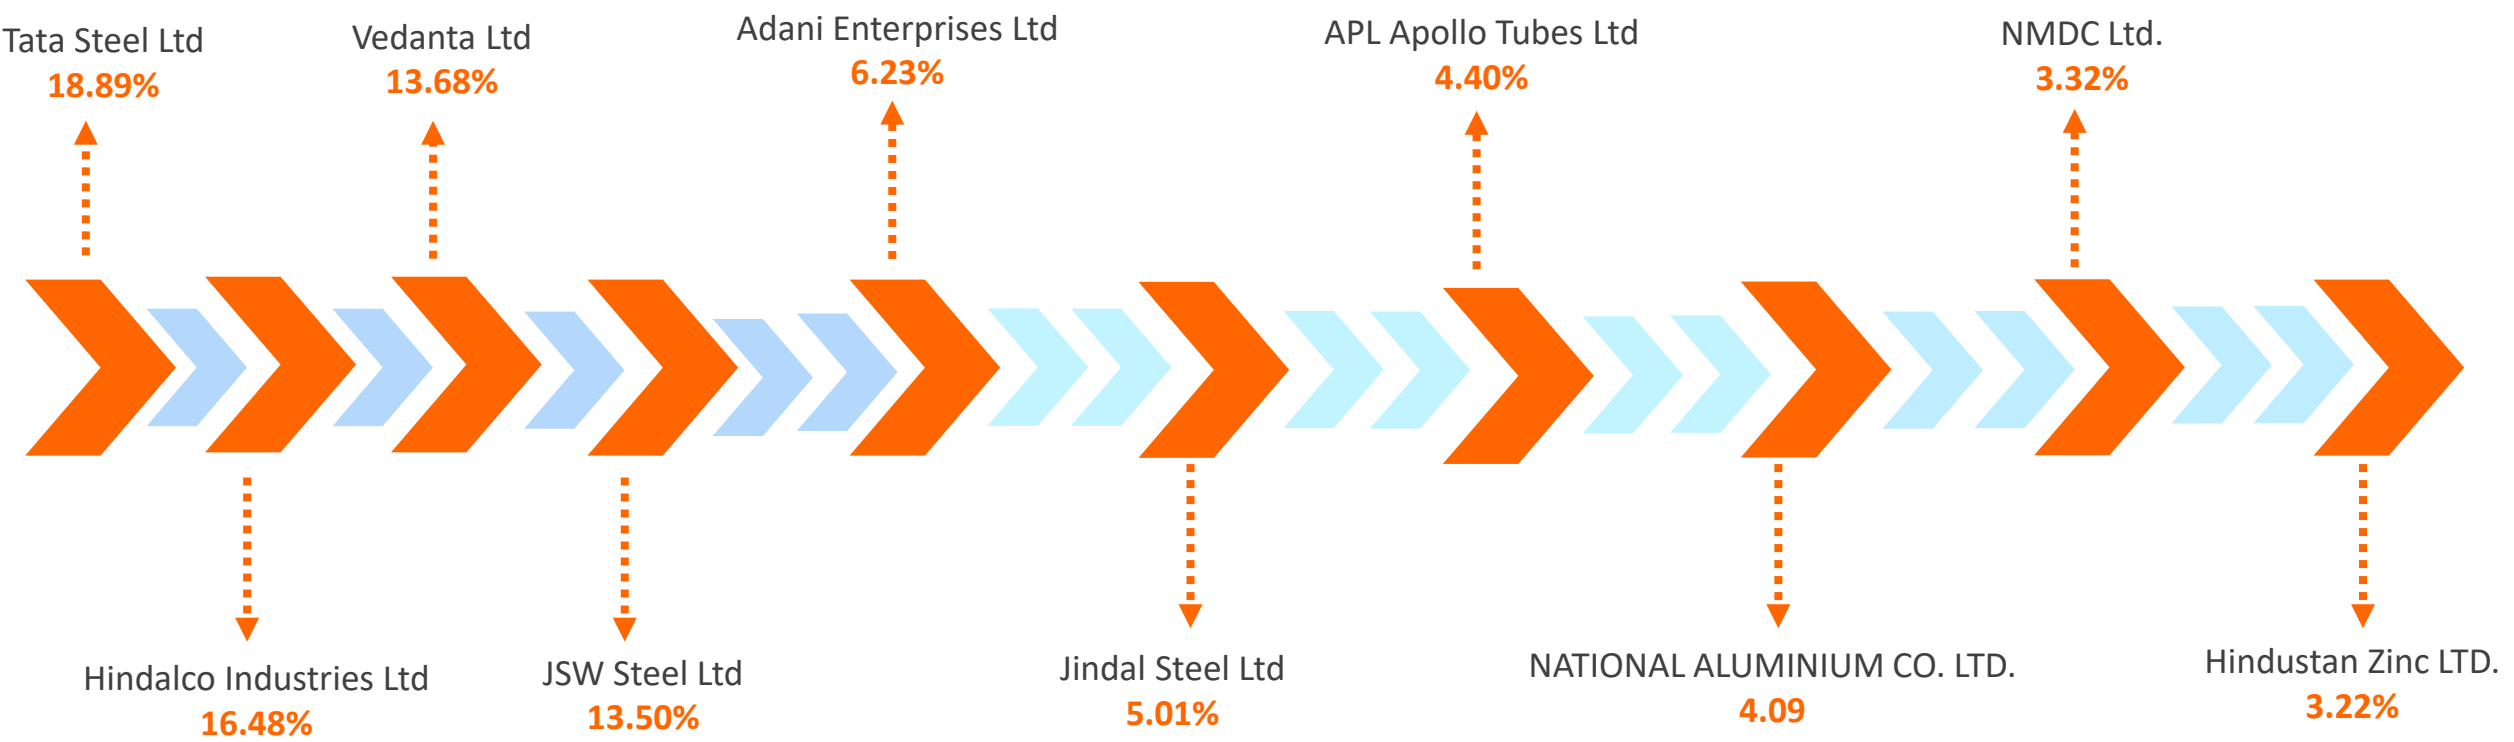 Tata Steel Ltd
18.89%
Hindalco Industries Ltd
16.48%
Vedanta Ltd
13.68%
JSW Steel Ltd
13.50%
Adani Enterprises Ltd
6.23%
Jindal Steel Ltd
5.01%
APL Apollo Tubes Ltd
4.40%
NATIONAL ALUMINIUM CO. LTD.
4.09
NMDC Ltd.
3.32%
Hindustan Zinc LTD.
3.22%